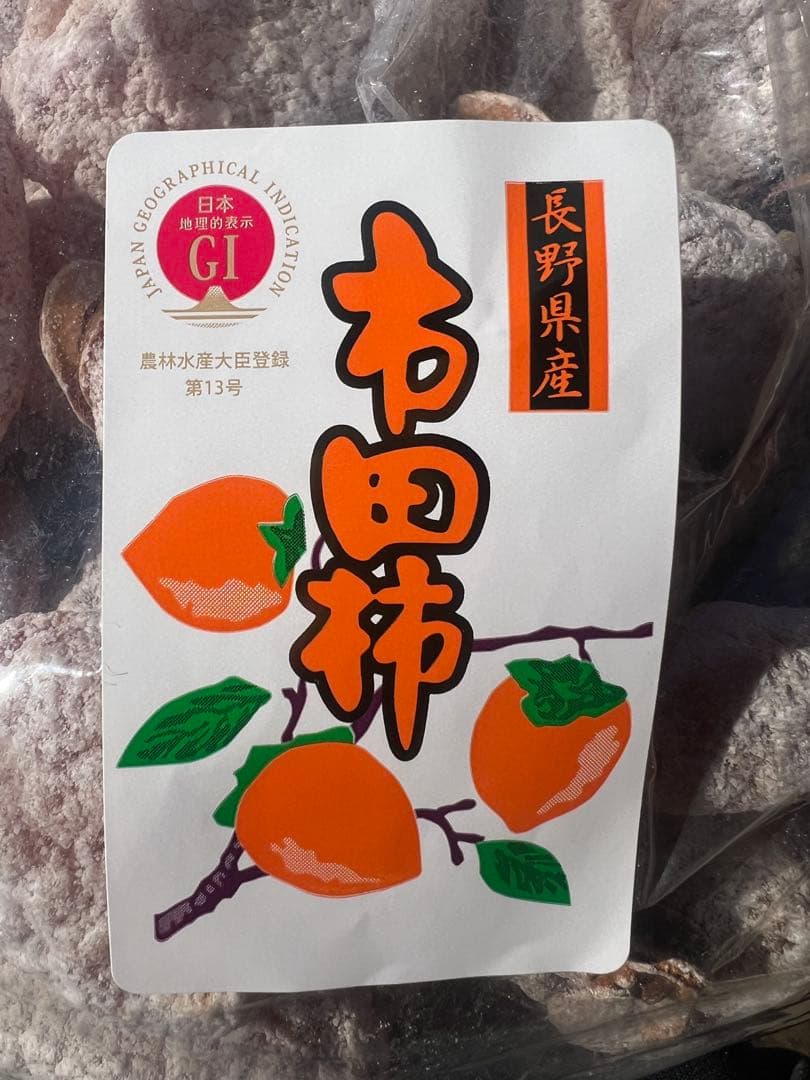 JAPAN GEOGRAPHICAL INDICATION
日本
地理的表示
GI
農林水産大臣登録
第13号
市田柿
長野県産